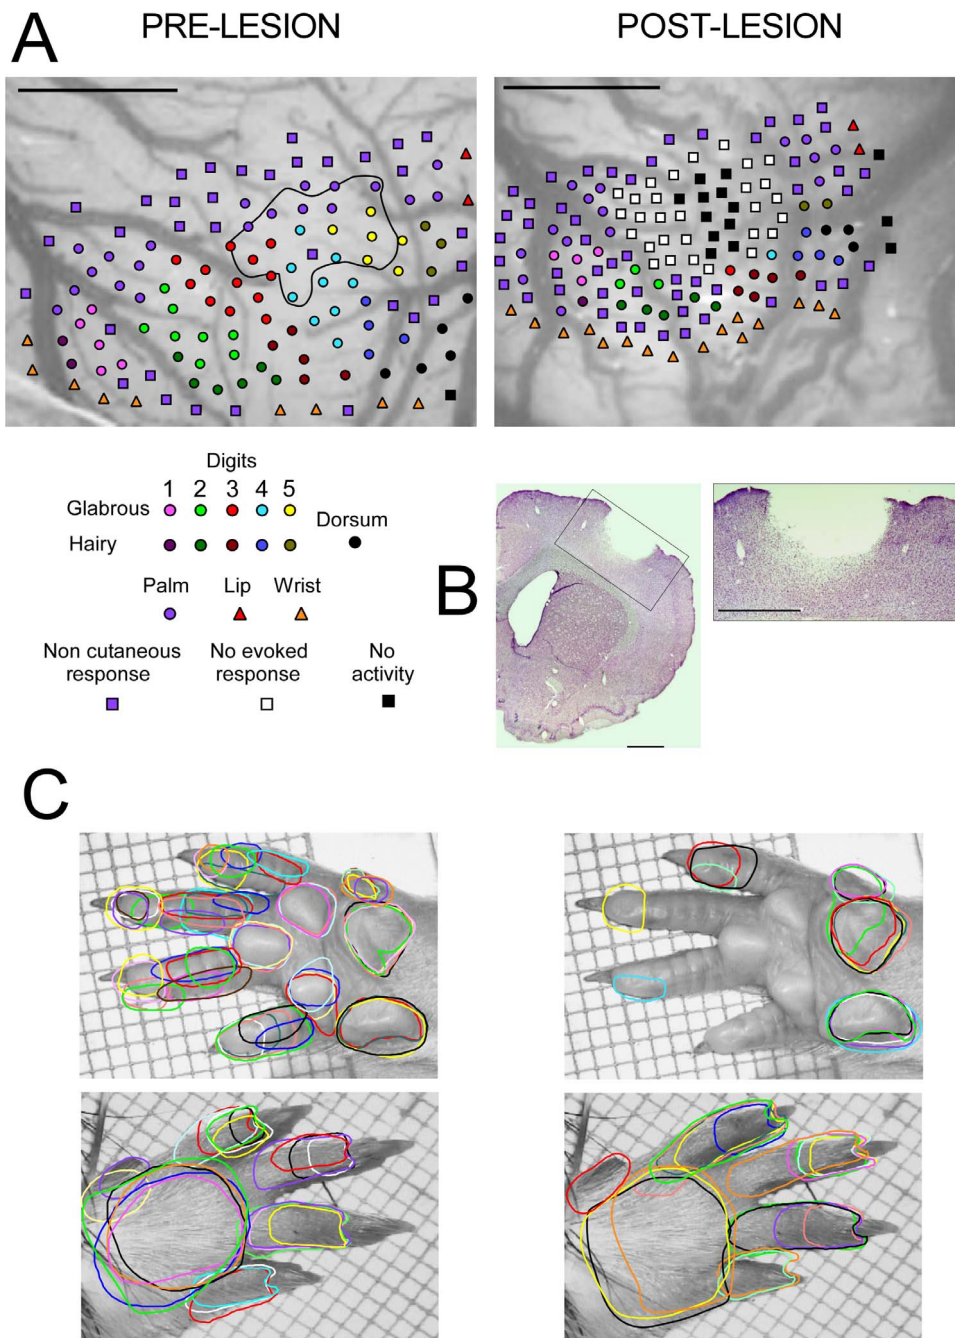 A
PRE-LESION
POST-LESION
Digits
1 2 3 4 5
Glabrous
Hairy
Dorsum
Palm Lip Wrist
Non cutaneous response
No evoked response
No activity
B
C